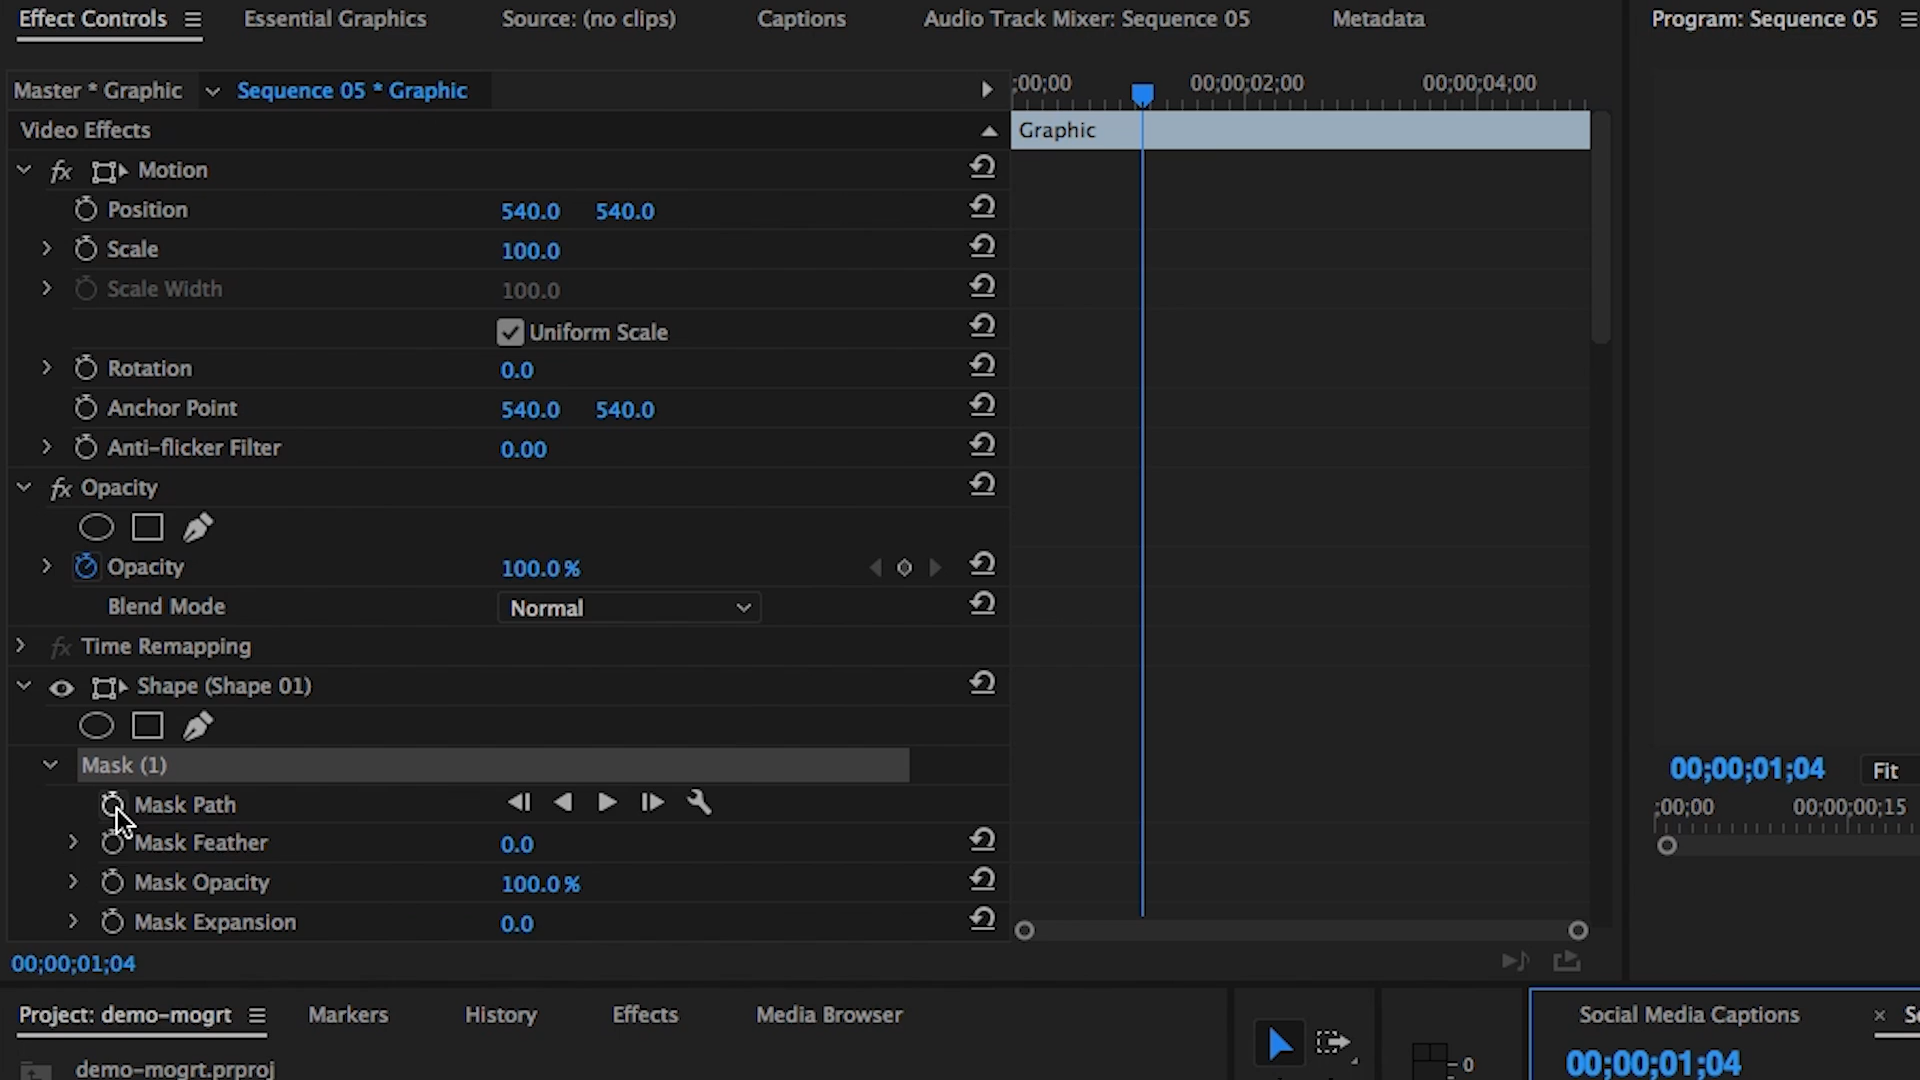 Effect Controls
Essential Graphics
Source: (no clips)
Captions
Audio Track Mixer: Sequence 05
Metadata
Program: Sequence 05
Master * Graphic
Sequence 05 * Graphic
;00;00
00;00;02;00
00;00;04;00
Video Effects
Graphic
fx Motion
Position 540.0 540.0
Scale 100.0
Scale Width 100.0
Uniform Scale
Rotation 0.0
Anchor Point 540.0 540.0
Anti-flicker Filter 0.00
fx Opacity
Opacity 100.0 %
Blend Mode Normal
fx Time Remapping
Shape (Shape 01)
Mask (1)
Mask Path
Mask Feather 0.0
Mask Opacity 100.0 %
Mask Expansion 0.0
00;00;01;04
00;00;01;04 Fit
;00;00 00;00;00;15
Project: demo-mogrt
Markers
History
Effects
Media Browser
demo-mogrt.prproj
0
Social Media Captions
00;00;01;04